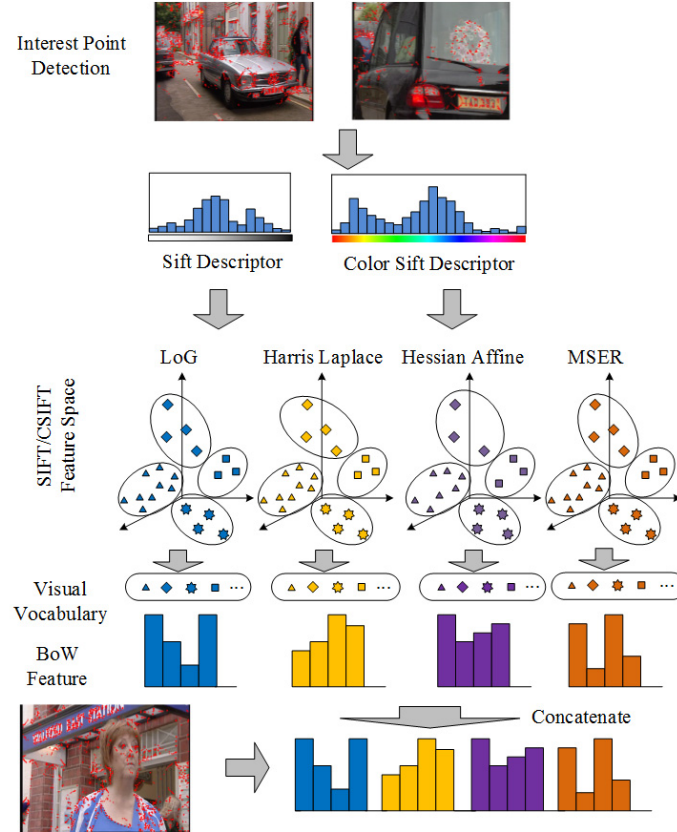 Interest Point
Detection
Sift Descriptor
Color Sift Descriptor
LoG
Harris Laplace
Hessian Affine
MSER
SIFT/CSIFT
Feature Space
...
...
...
...
Visual
Vocabulary
BoW
Feature
Concatenate